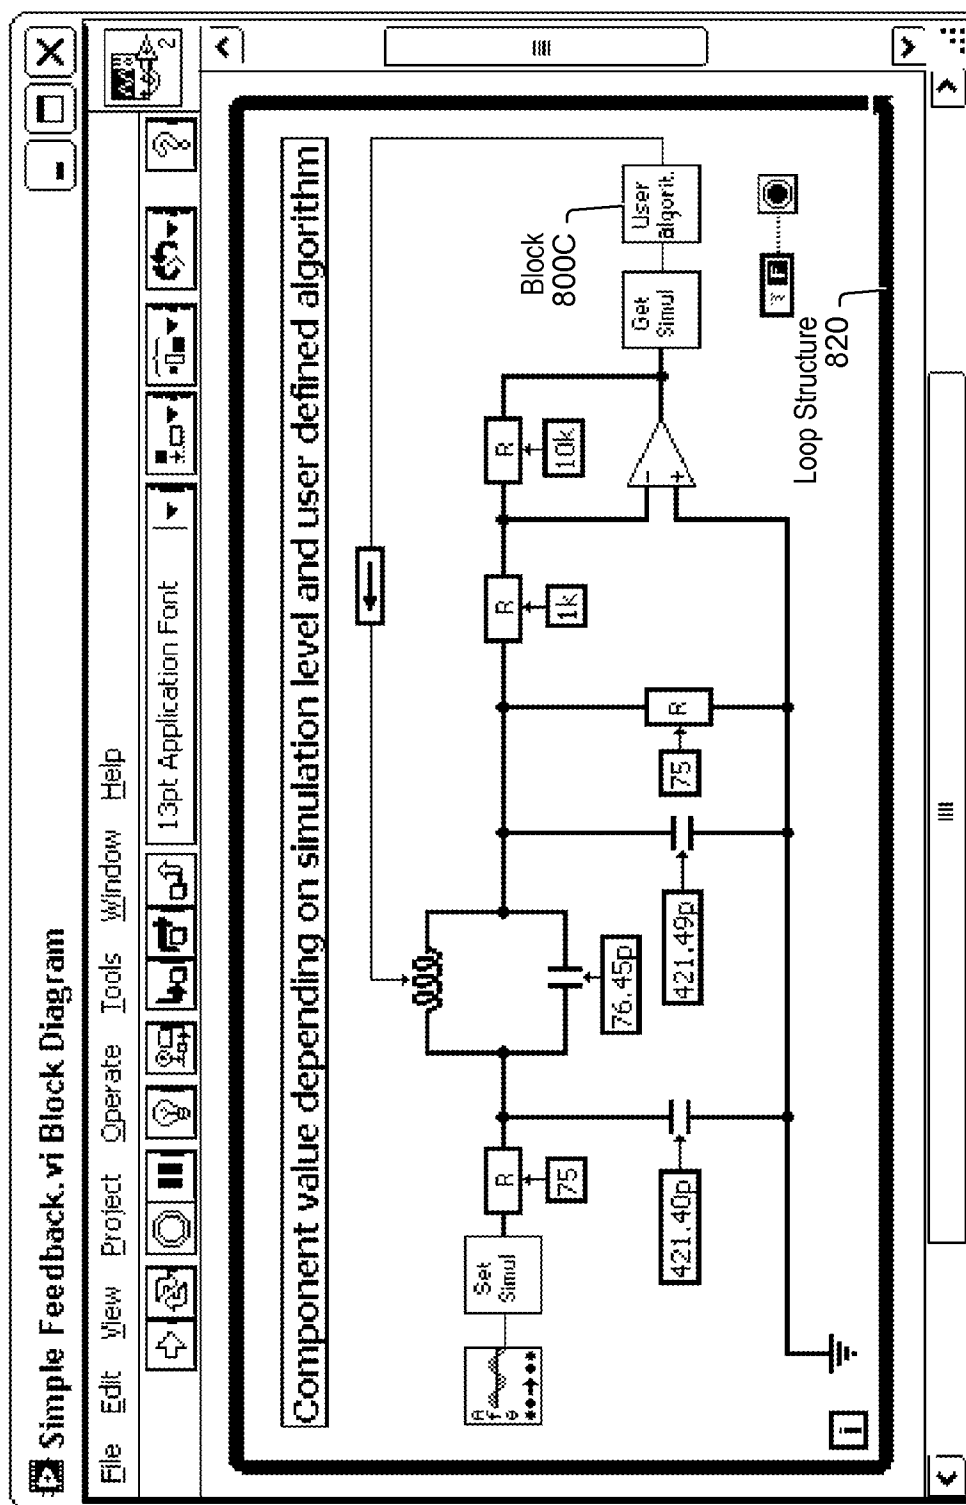 Simple Feedback.vi Block Diagram
File Edit View Project Operate Tools Window Help
13pt Application Font
?
2
Component value depending on simulation level and user defined algorithm
A
f
Set
Simul
R
75
421.40p
76.45p
421.49p
R
75
R
1k
R
10k
-
+
Get
Simul
User
algorit.
Block
800C
Loop Structure
820
i